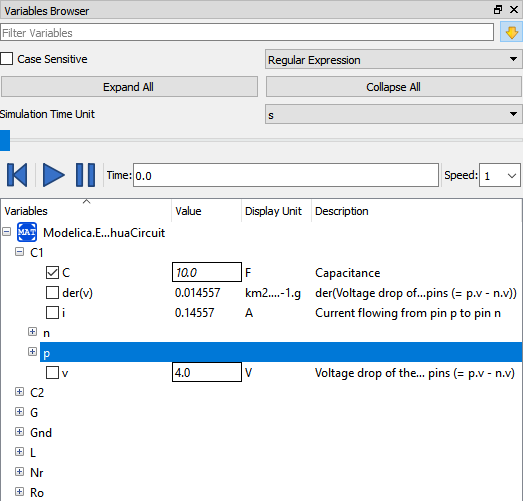 Variables Browser
Filter Variables
Case Sensitive Regular Expression
Expand All Collapse All
Simulation Time Unit s
Time: 0.0 Speed: 1
Variables Value Display Unit Description
MAT Modelica.E...huaCircuit
C1
C 10.0 F Capacitance
der(v) 0.014557 km2....-1.g der(Voltage drop of...pins (= p.v - n.v))
i 0.14557 A Current flowing from pin p to pin n
n
p
v 4.0 V Voltage drop of the... pins (= p.v - n.v)
C2
G
Gnd
L
Nr
Ro